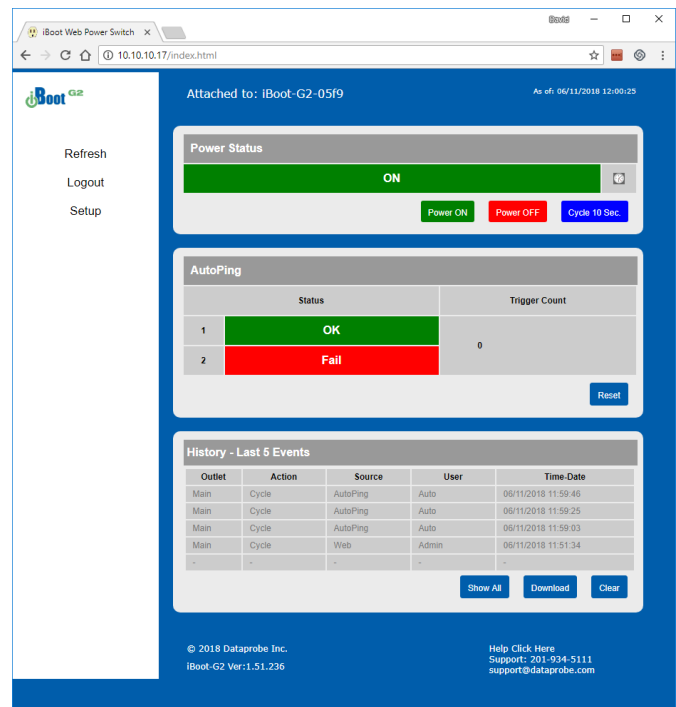 David
iBoot Web Power Switch
10.10.10.17/index.html
iBoot G2
Attached to: iBoot-G2-05f9
As of: 06/11/2018 12:00:25
Refresh
Logout
Setup
Power Status
ON
Power ON Power OFF Cycle 10 Sec.
AutoPing
Status Trigger Count
1 OK
0
2 Fail
Reset
History - Last 5 Events
Outlet Action Source User Time-Date
Main Cycle AutoPing Auto 06/11/2018 11:59:46
Main Cycle AutoPing Auto 06/11/2018 11:59:25
Main Cycle AutoPing Auto 06/11/2018 11:59:03
Main Cycle Web Admin 06/11/2018 11:51:34
- - - - -
Show All Download Clear
© 2018 Dataprobe Inc.
iBoot-G2 Ver:1.51.236
Help Click Here
Support: 201-934-5111
support@dataprobe.com